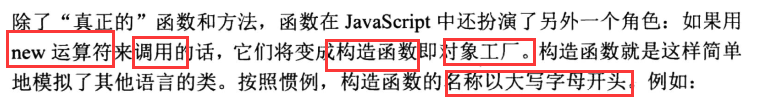 除了“真正的”函数和方法，函数在 JavaScript 中还扮演了另外一个角色：如果用
new 运算符来调用的话，它们将变成构造函数即对象工厂。构造函数就是这样简单
地模拟了其他语言的类。按照惯例，构造函数的名称以大写字母开头。例如：